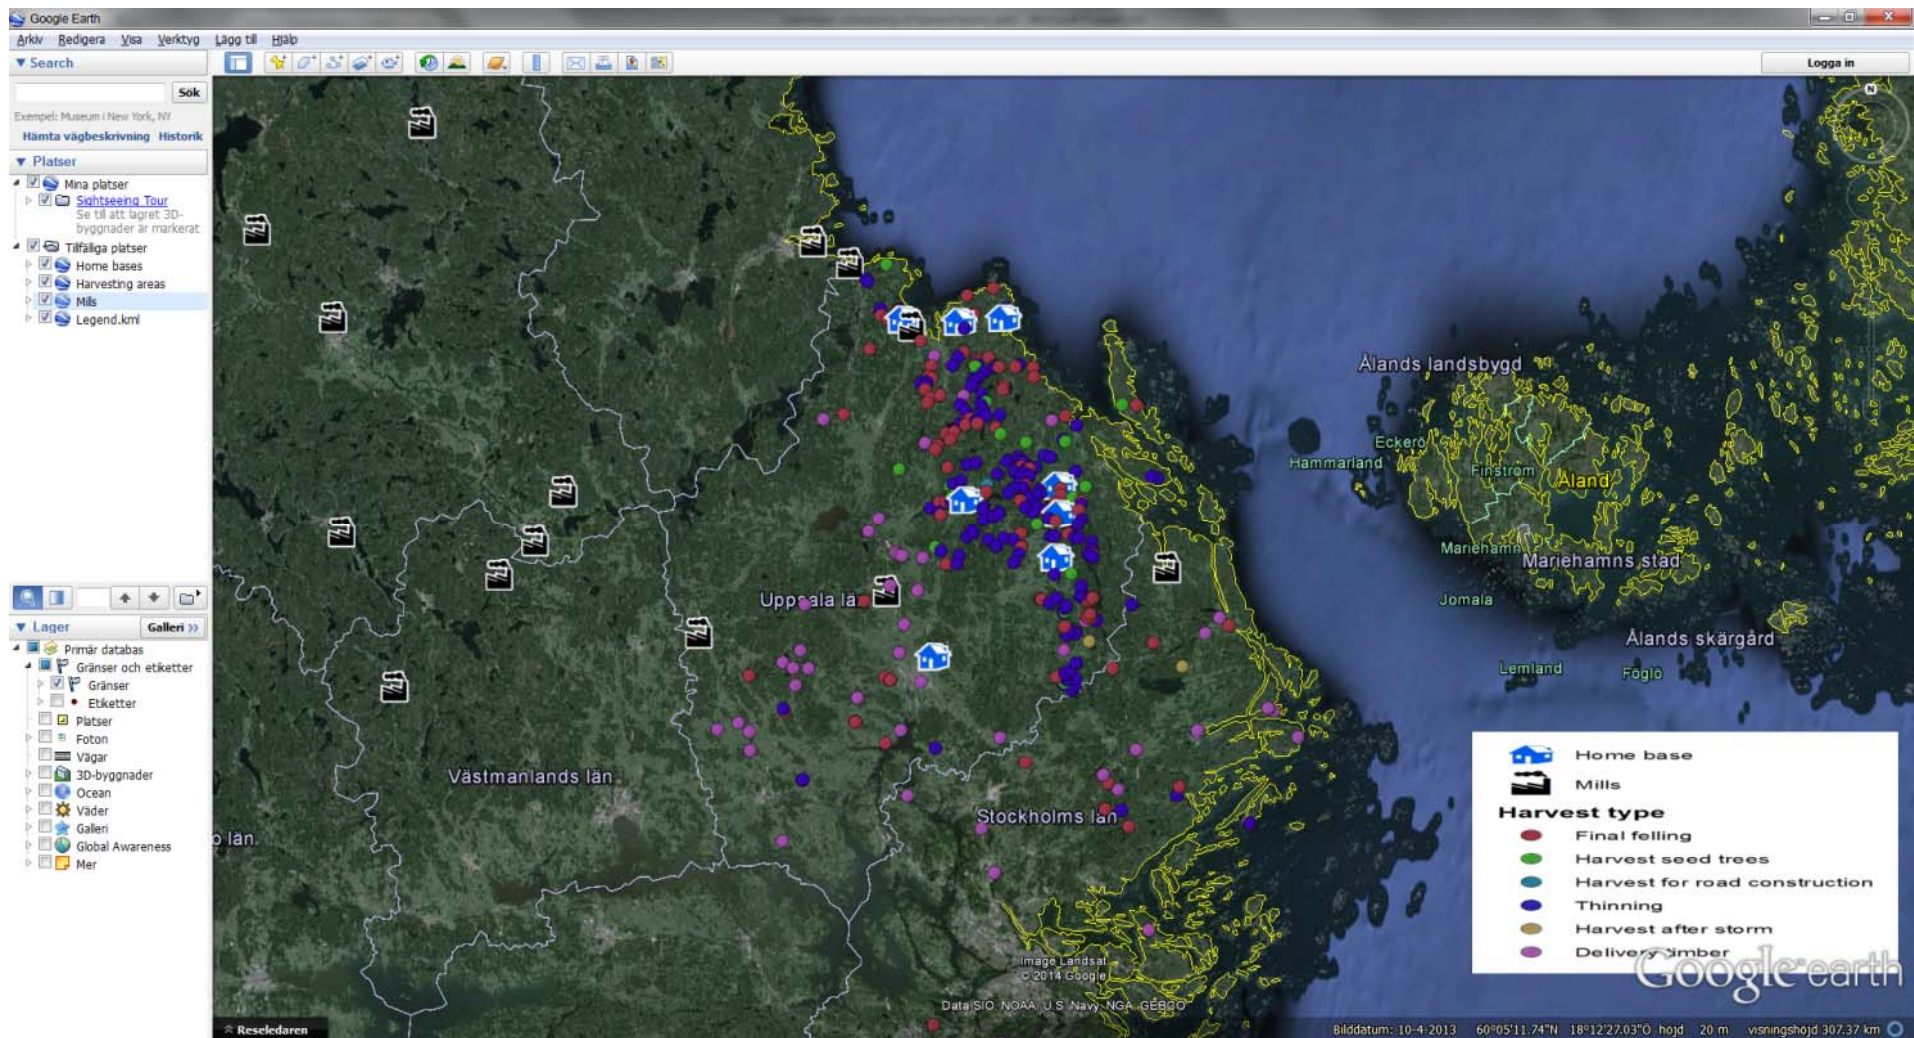 Google Earth
Arkiv Redigera Visa Verktyg Lägg till Hjälp
Search
Sök
Exempel: Museum i New York, NY
Hämta vägbeskrivning Historik
Platser
Mina platser
Sightseeing Tour
Se till att lagret 3D-
byggnader är markerat
Tillfälliga platser
Home bases
Harvesting areas
Mills
Legend.kml
Lager
Galleri >>
Primär databas
Gränser och etiketter
Gränser
Etiketter
Platser
Foton
Vägar
3D-byggnader
Ocean
Väder
Galleri
Global Awareness
Mer
Logga in
N
Ålands landsbygd
Eckerö
Hammarland
Finström
Åland
Mariehamn
Mariehamns stad
Jomala
Ålands skärgård
Lemland
Föglö
Uppsala lä
Västmanlands län
Stockholms län
o län
Home base
Mills
Harvest type
Final felling
Harvest seed trees
Harvest for road construction
Thinning
Harvest after storm
Delivery timber
Google earth
Image Landsat
© 2014 Google
Data SIO, NOAA, U.S. Navy, NGA, GEBCO
Reseledaren
Bilddatum: 10-4-2013 60°05'11.74"N 18°12'27.03"Ö höjd 20 m visningshöjd 307.37 km